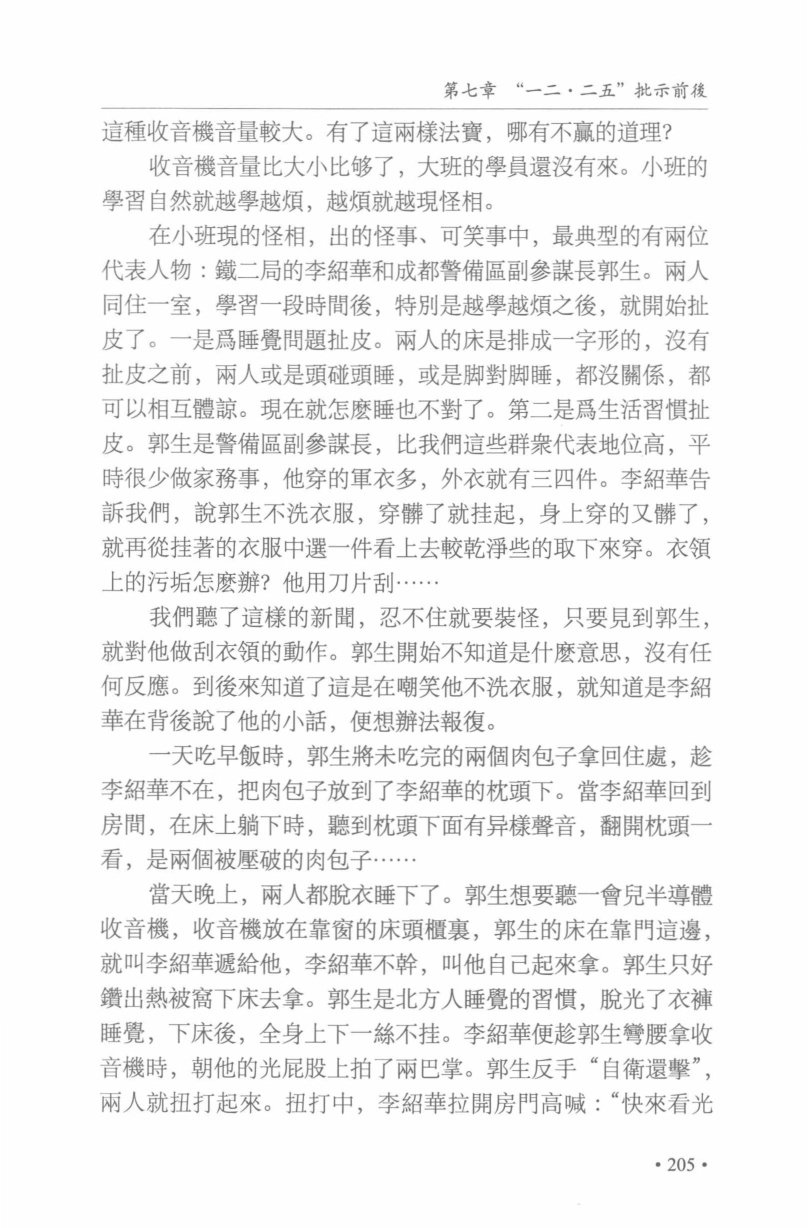 第七章　“一二·二五”批示前後
這種收音機音量較大。有了這兩樣法寶，哪有不贏的道理？
收音機音量比大小比够了，大班的學員還沒有來。小班的
學習自然就越學越煩，越煩就越現怪相。
在小班現的怪相，出的怪事、可笑事中，最典型的有兩位
代表人物：鐵二局的李紹華和成都警備區副參謀長郭生。兩人
同住一室，學習一段時間後，特別是越學越煩之後，就開始扯
皮了。一是爲睡覺問題扯皮。兩人的床是排成一字形的，沒有
扯皮之前，兩人或是頭碰頭睡，或是脚對脚睡，都沒關係，都
可以相互體諒。現在就怎麽睡也不對了。第二是爲生活習慣扯
皮。郭生是警備區副參謀長，比我們這些群衆代表地位高，平
時很少做家務事，他穿的軍衣多，外衣就有三四件。李紹華告
訴我們，說郭生不洗衣服，穿髒了就挂起，身上穿的又髒了，
就再從挂著的衣服中選一件看上去較乾淨些的取下來穿。衣領
上的污垢怎麽辦？他用刀片刮……
我們聽了這樣的新聞，忍不住就要裝怪，只要見到郭生，
就對他做刮衣領的動作。郭生開始不知道是什麽意思，沒有任
何反應。到後來知道了這是在嘲笑他不洗衣服，就知道是李紹
華在背後說了他的小話，便想辦法報復。
一天吃早飯時，郭生將未吃完的兩個肉包子拿回住處，趁
李紹華不在，把肉包子放到了李紹華的枕頭下。當李紹華回到
房間，在床上躺下時，聽到枕頭下面有异樣聲音，翻開枕頭一
看，是兩個被壓破的肉包子……
當天晚上，兩人都脫衣睡下了。郭生想要聽一會兒半導體
收音機，收音機放在靠窗的床頭櫃裏，郭生的床在靠門這邊，
就叫李紹華遞給他，李紹華不幹，叫他自己起來拿。郭生只好
鑽出熱被窩下床去拿。郭生是北方人睡覺的習慣，脫光了衣褲
睡覺，下床後，全身上下一絲不挂。李紹華便趁郭生彎腰拿收
音機時，朝他的光屁股上拍了兩巴掌。郭生反手“自衛還擊”，
兩人就扭打起來。扭打中，李紹華拉開房門高喊：“快來看光
·205·